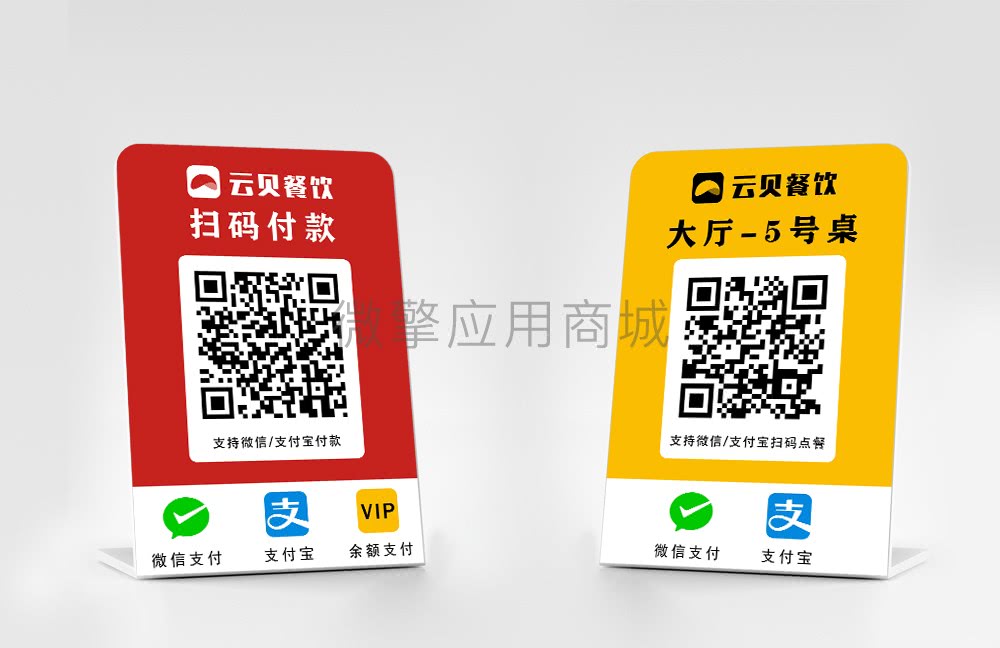 云贝餐饮
扫码付款
支持微信/支付宝付款
微信支付
支付宝
VIP
余额支付
云贝餐饮
大厅-5号桌
支持微信/支付宝扫码点餐
微信支付
支付宝
微擎应用商城